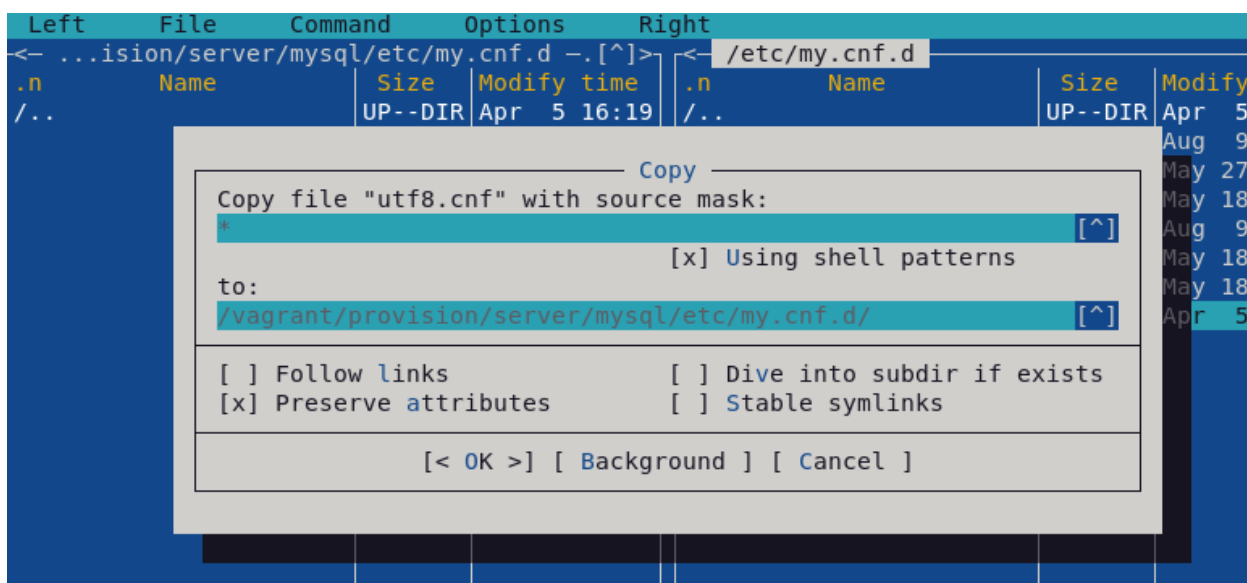 Left File Command Options Right
<— ...ision/server/mysql/etc/my.cnf.d —.[^]> <— /etc/my.cnf.d
.n Name Size Modify time .n Name Size Modify
/.. UP--DIR Apr 5 16:19 /.. UP--DIR Apr 5
Aug 9
Copy May 27
Copy file "utf8.cnf" with source mask: May 18
* [^] Aug 9
[x] Using shell patterns May 18
to: May 18
/vagrant/provision/server/mysql/etc/my.cnf.d/ [^] Apr 5
[ ] Follow links [ ] Dive into subdir if exists
[x] Preserve attributes [ ] Stable symlinks
[< OK >] [ Background ] [ Cancel ]